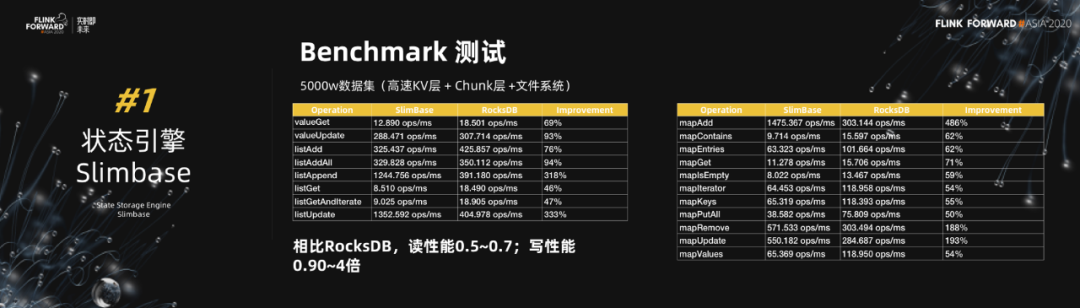 FLINK
FORWARD
#ASIA 2020
实时即
未来
FLINK FORWARD #ASIA 2020
#1
状态引擎
Slimbase
State Storage Engine
Slimbase
Benchmark 测试
5000w数据集（高速KV层 + Chunk层 +文件系统）
Operation SlimBase RocksDB Improvement
valueGet 12.890 ops/ms 18.501 ops/ms 69%
valueUpdate 288.471 ops/ms 307.714 ops/ms 93%
listAdd 325.437 ops/ms 425.857 ops/ms 76%
listAddAll 329.828 ops/ms 350.112 ops/ms 94%
listAppend 1244.756 ops/ms 391.180 ops/ms 318%
listGet 8.510 ops/ms 18.490 ops/ms 46%
listGetAndIterate 9.025 ops/ms 18.905 ops/ms 47%
listUpdate 1352.592 ops/ms 404.978 ops/ms 333%
相比RocksDB，读性能0.5~0.7；写性能
0.90~4倍
Operation SlimBase RocksDB Improvement
mapAdd 1475.367 ops/ms 303.144 ops/ms 486%
mapContains 9.714 ops/ms 15.597 ops/ms 62%
mapEntries 63.323 ops/ms 101.664 ops/ms 62%
mapGet 11.278 ops/ms 15.706 ops/ms 71%
mapIsEmpty 8.022 ops/ms 13.467 ops/ms 59%
mapIterator 64.453 ops/ms 118.958 ops/ms 54%
mapKeys 65.319 ops/ms 118.393 ops/ms 55%
mapPutAll 38.582 ops/ms 75.809 ops/ms 50%
mapRemove 571.533 ops/ms 303.494 ops/ms 188%
mapUpdate 550.182 ops/ms 284.687 ops/ms 193%
mapValues 65.369 ops/ms 118.950 ops/ms 54%